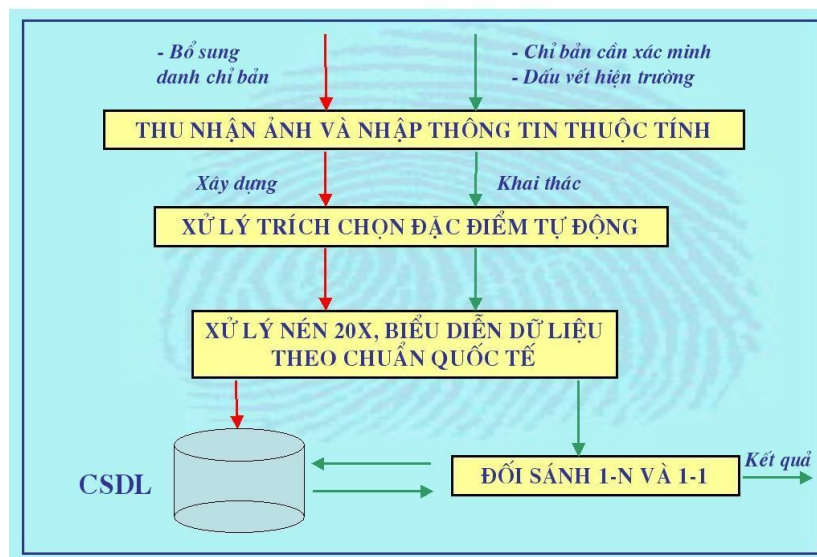 - Bổ sung
danh chỉ bản
- Chỉ bản cần xác minh
- Dấu vết hiện trường
THU NHẬN ẢNH VÀ NHẬP THÔNG TIN THUỘC TÍNH
Xây dựng
Khai thác
XỬ LÝ TRÍCH CHỌN ĐẶC ĐIỂM TỰ ĐỘNG
XỬ LÝ NÉN 20X, BIỂU DIỄN DỮ LIỆU
THEO CHUẨN QUỐC TẾ
CSDL
ĐỐI SÁNH 1-N VÀ 1-1
Kết quả